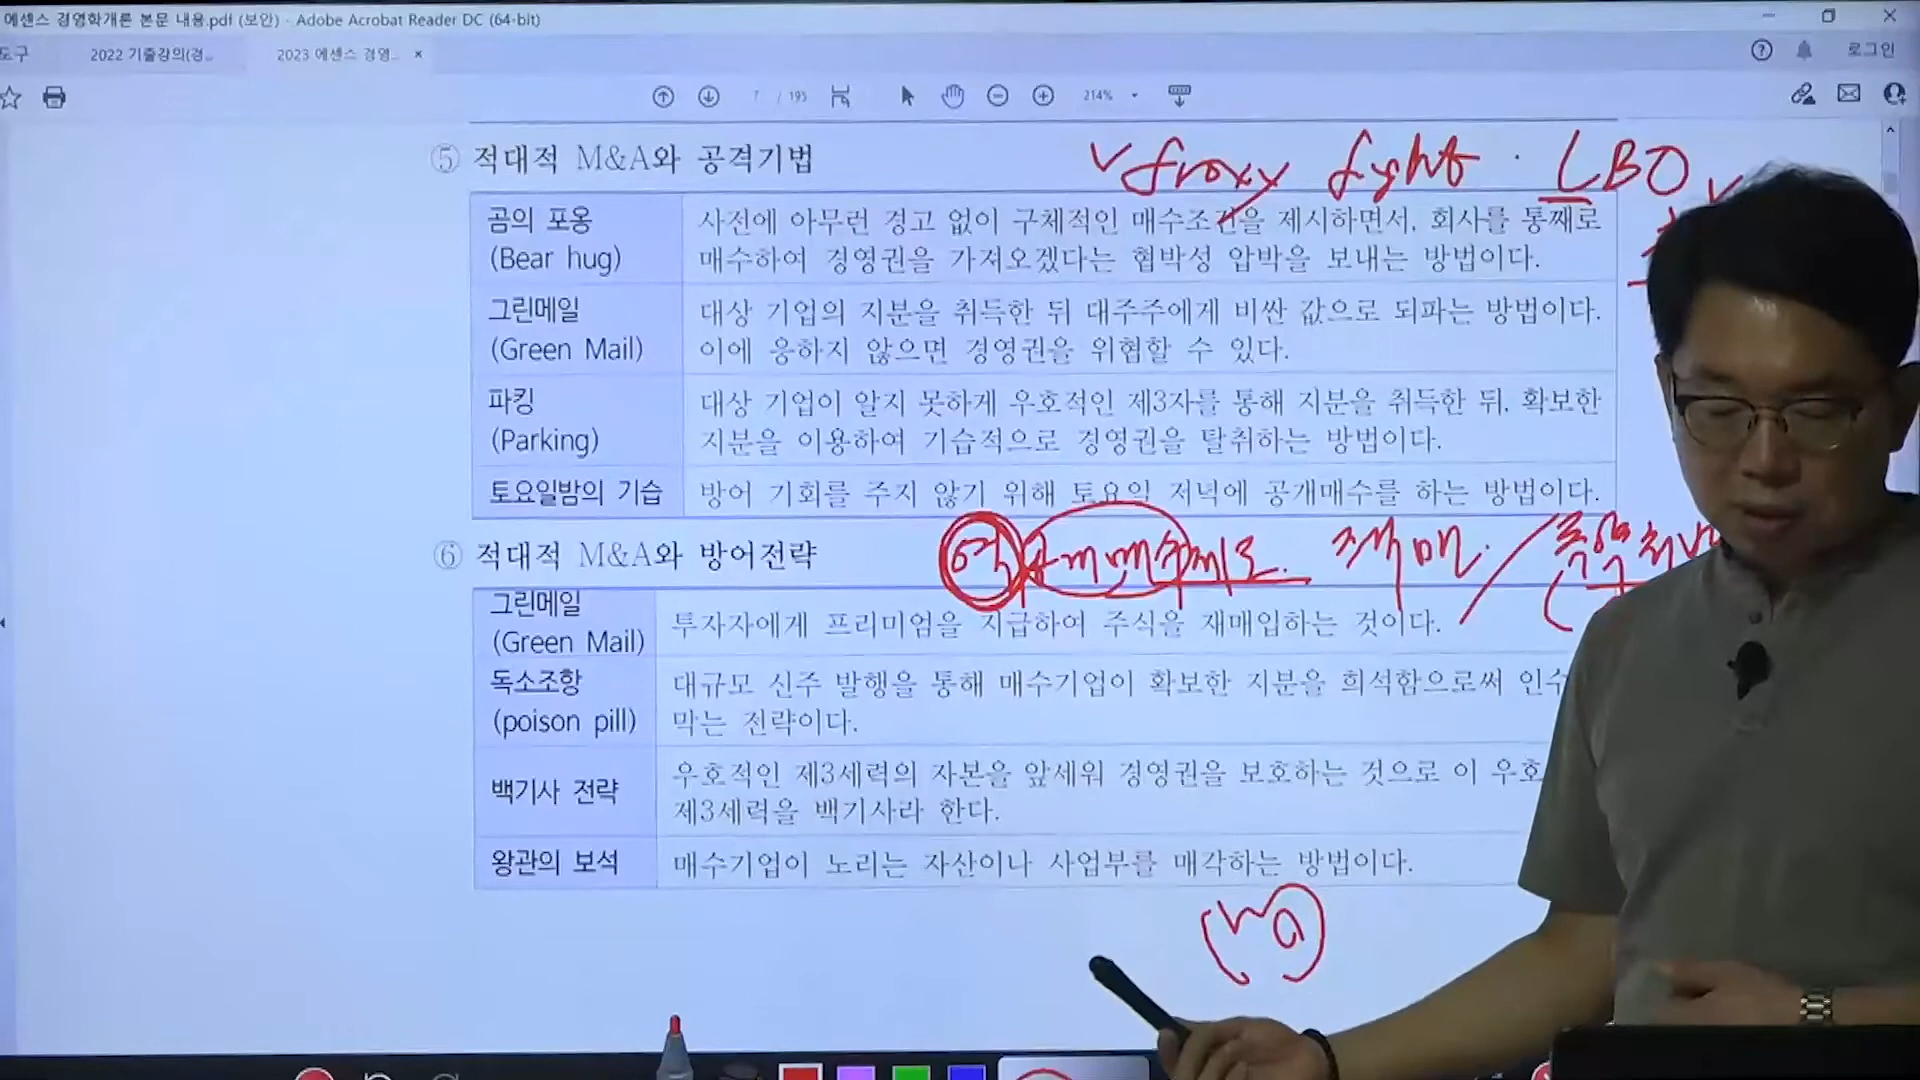 에센스 경영학개론 본문 내용.pdf (보안) - Adobe Acrobat Reader DC (64-bit)
도구
2022 기출강의(경...
2023 에센스 경영... ×
로그인
7 / 195
214%
⑤ 적대적 M&A와 공격기법
froxy fight · LBO
곰의 포옹
(Bear hug)
사전에 아무런 경고 없이 구체적인 매수조건을 제시하면서, 회사를 통째로
매수하여 경영권을 가져오겠다는 협박성 압박을 보내는 방법이다.
그린메일
(Green Mail)
대상 기업의 지분을 취득한 뒤 대주주에게 비싼 값으로 되파는 방법이다.
이에 응하지 않으면 경영권을 위협할 수 있다.
파킹
(Parking)
대상 기업이 알지 못하게 우호적인 제3자를 통해 지분을 취득한 뒤, 확보한
지분을 이용하여 기습적으로 경영권을 탈취하는 방법이다.
토요일밤의 기습
방어 기회를 주지 않기 위해 토요일 저녁에 공개매수를 하는 방법이다.
⑥ 적대적 M&A와 방어전략
역 공개매수제도.
그린메일
(Green Mail)
투자자에게 프리미엄을 지급하여 주식을 재매입하는 것이다.
독소조항
(poison pill)
대규모 신주 발행을 통해 매수기업이 확보한 지분을 희석함으로써 인수
막는 전략이다.
백기사 전략
우호적인 제3세력의 자본을 앞세워 경영권을 보호하는 것으로 이 우호
제3세력을 백기사라 한다.
왕관의 보석
매수기업이 노리는 자산이나 사업부를 매각하는 방법이다.